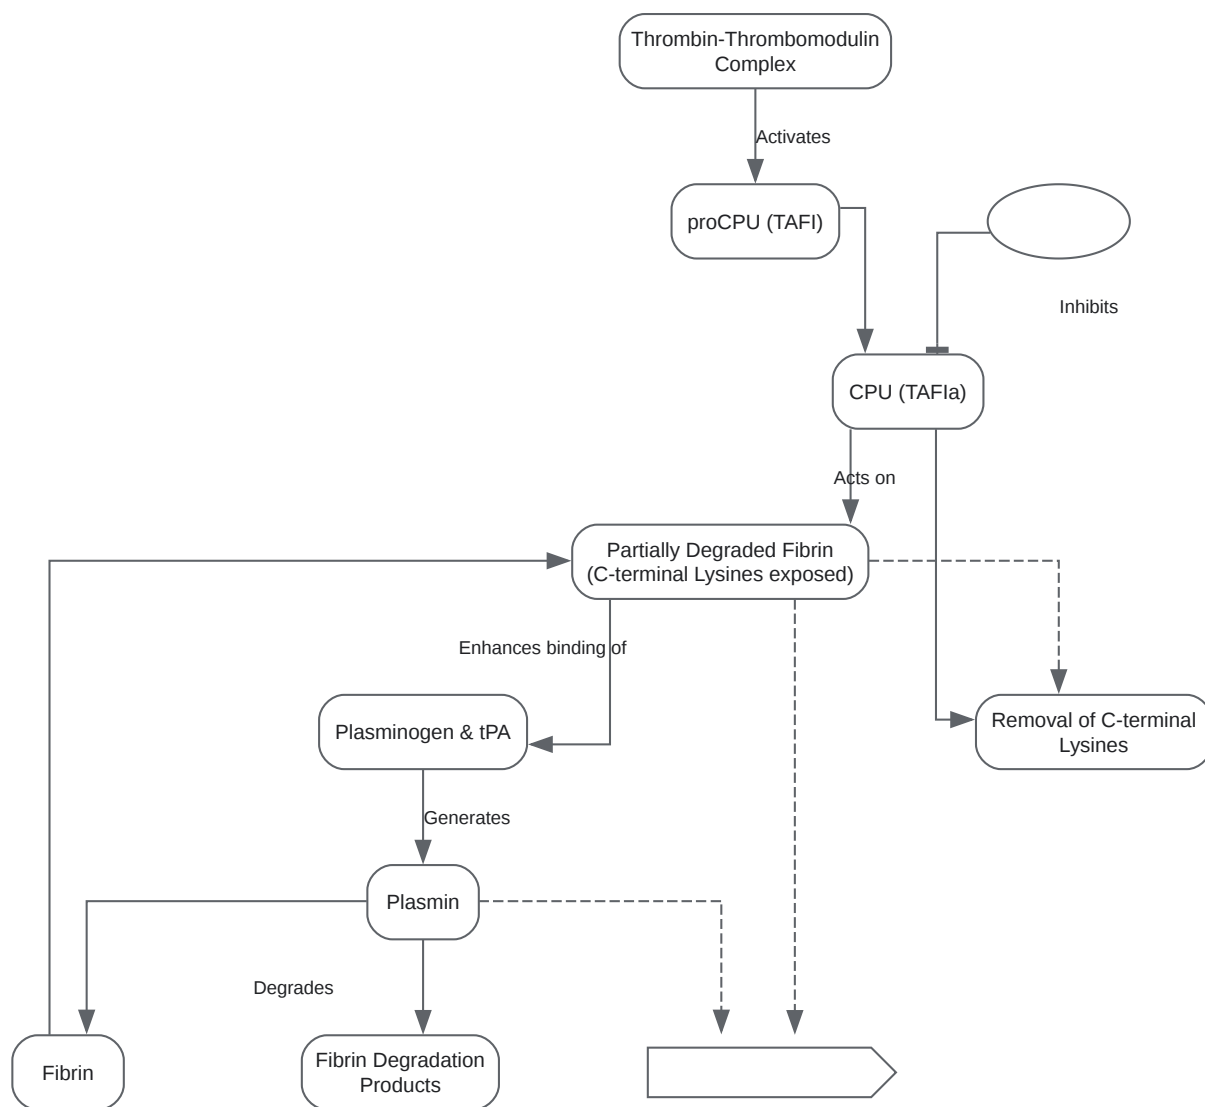 Thrombin-Thrombomodulin
Complex
Activates
proCPU (TAFI)
Inhibits
CPU (TAFIa)
Acts on
Partially Degraded Fibrin
(C-terminal Lysines exposed)
Enhances binding of
Plasminogen & tPA
Removal of C-terminal
Lysines
Generates
Plasmin
Degrades
Fibrin
Fibrin Degradation
Products